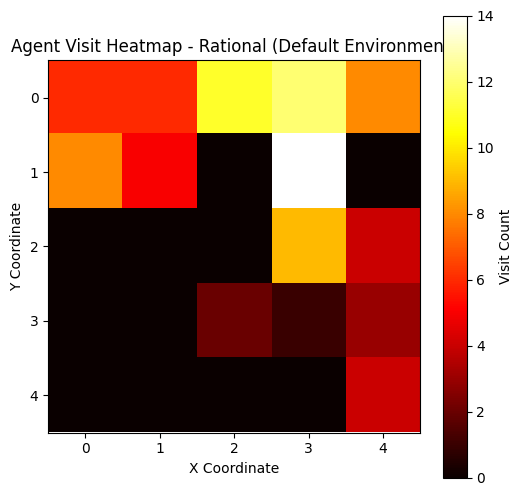 Agent Visit Heatmap - Rational (Default Environmen
0
1
2
3
4
Y Coordinate
0 1 2 3 4
X Coordinate
14
12
10
8
6
4
2
0
Visit Count